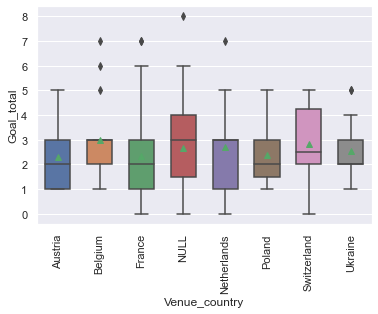 Goal_total
8
7
6
5
4
3
2
1
0
Austria
Belgium
France
NULL
Netherlands
Poland
Switzerland
Ukraine
Venue_country